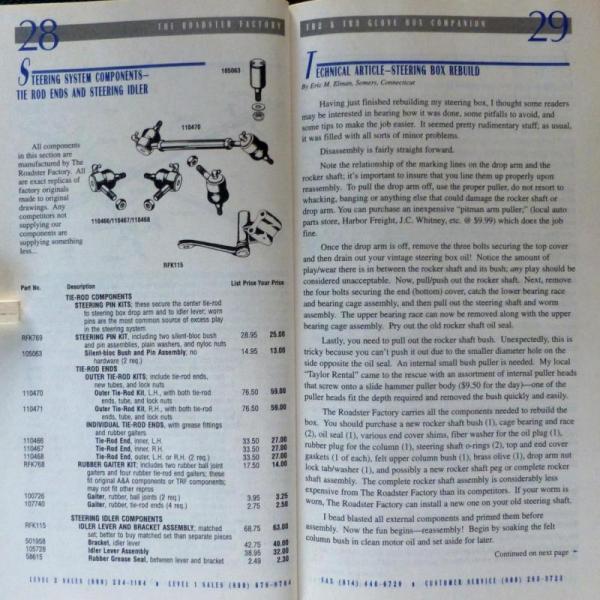 28
THE ROADSTER FACTORY
STEERING SYSTEM COMPONENTS—
TIE ROD ENDS AND STEERING IDLER
105063
110470
All components
in this section are
manufactured by The
Roadster Factory. All
are exact replicas of
factory originals
made to original
drawings. Any
competitors not
supplying our
components are
supplying something
less...
110466/110467/110468
RFK115
Part No. Description List Price Your Price
TIE-ROD COMPONENTS
STEERING PIN KITS; these secure the center tie-rod
to steering box drop arm and to idler lever; worn
pins are the most common source of excess play
in the steering system
RFK769 STEERING PIN KIT, including two silent-bloc bush 28.95 25.00
and pin assemblies, plain washers, and nyloc nuts
105063 Silent-bloc Bush and Pin Assembly; no 14.95 13.00
hardware (2 req.)
TIE-ROD ENDS
OUTER TIE-ROD KITS; include tie-rod ends,
new tubes, and lock nuts
110470 Outer Tie-Rod Kit, L.H., with both tie-rod 76.50 59.00
ends, tube, and lock nuts
110471 Outer Tie-Rod Kit, R.H., with both tie-rod 76.50 59.00
ends, tube, and lock nuts
INDIVIDUAL TIE-ROD ENDS, with grease fittings
and rubber gaiters
110466 Tie-Rod End, inner, L.H. 33.50 27.00
110467 Tie-Rod End, inner, R.H. 33.50 27.00
110468 Tie-Rod End, outer, L.H. or R.H. (2 req.) 33.50 27.00
RFK768 RUBBER GAITER KIT; includes two rubber ball joint 17.50 14.00
gaiters and four rubber tie-rod end gaiters; these
fit original A&A components or TRF components;
may not fit other repros
100726 Gaiter, rubber, ball joints (2 req.) 3.95 3.25
107740 Gaiter, rubber, tie-rod ends (4 req.) 2.75 2.50
STEERING IDLER COMPONENTS
RFK115 IDLER LEVER AND BRACKET ASSEMBLY; matched 68.75 63.00
set; better to buy matched set than separate pieces
501958 Bracket, idler lever 42.75 40.00
105728 Idler Lever Assembly 38.95 32.00
58615 Rubber Grease Seal, between lever and bracket 2.49 2.30
LEVEL 2 SALES (800) 234-1104 LEVEL 1 SALES (800) 678-8764
TR2 & TR3 GLOVE BOX COMPANION
29
TECHNICAL ARTICLE—STEERING BOX REBUILD
By Eric M. Elman, Somers, Connecticut
Having just finished rebuilding my steering box, I thought some readers
may be interested in hearing how it was done, some pitfalls to avoid, and
some tips to make the job easier. It seemed pretty rudimentary stuff; as usual,
it was filled with all sorts of minor problems.
Disassembly is fairly straight forward.
Note the relationship of the marking lines on the drop arm and the
rocker shaft; it's important to insure that you line them up properly upon
reassembly. To pull the drop arm off, use the proper puller, do not resort to
whacking, banging or anything else that could damage the rocker shaft or
drop arm. You can purchase an inexpensive "pitman arm puller," (local auto
parts store, Harbor Freight, J.C. Whitney, etc. @ $9.99) which does the job
fine.
Once the drop arm is off, remove the three bolts securing the top cover
and then drain out your vintage steering box oil! Notice the amount of
play/wear there is in between the rocker shaft and its bush; any play should be
considered unacceptable. Now, pull/push out the rocker shaft. Next, remove
the four bolts securing the end (bottom) cover, catch the lower bearing race
and bearing cage assembly, and then pull out the steering shaft and worm
assembly. The upper bearing race can now be removed along with the upper
bearing cage assembly. Pry out the old rocker shaft oil seal.
Lastly, you need to pull out the rocker shaft bush. Unexpectedly, this is
tricky because you can't push it out due to the smaller diameter hole on the
side opposite the oil seal. An internal small bush puller is needed. My local
"Taylor Rental" came to the rescue with an assortment of internal puller heads
that screw onto a slide hammer puller body ($9.50 for the day)—one of the
puller heads fit the depth required and removed the bush quickly and easily.
The Roadster Factory carries all the components needed to rebuild the
box. You should purchase a new rocker shaft bush (1), cage bearing and race
(2), oil seal (1), various end cover shims, fiber washer for the oil plug (1),
rubber plug for the column (1), steering shaft o-rings (2), top and end cover
gaskets (1 of each), felt upper column bush (1), brass olive (1), drop arm nut
lock tab/washer (1), and possibly a new rocker shaft peg or complete rocker
shaft assembly. The complete rocker shaft assembly is considerably less
expensive from The Roadster Factory than its competitors. If your worm is
worn, The Roadster Factory can install a new one on your old steering shaft.
I bead blasted all external components and primed them before
assembly. Now the fun begins—reassembly! Begin by soaking the felt
column bush in clean motor oil and set aside for later.
Continued on next page
FAX (814) 446-6729 CUSTOMER SERVICE (800) 283-3723